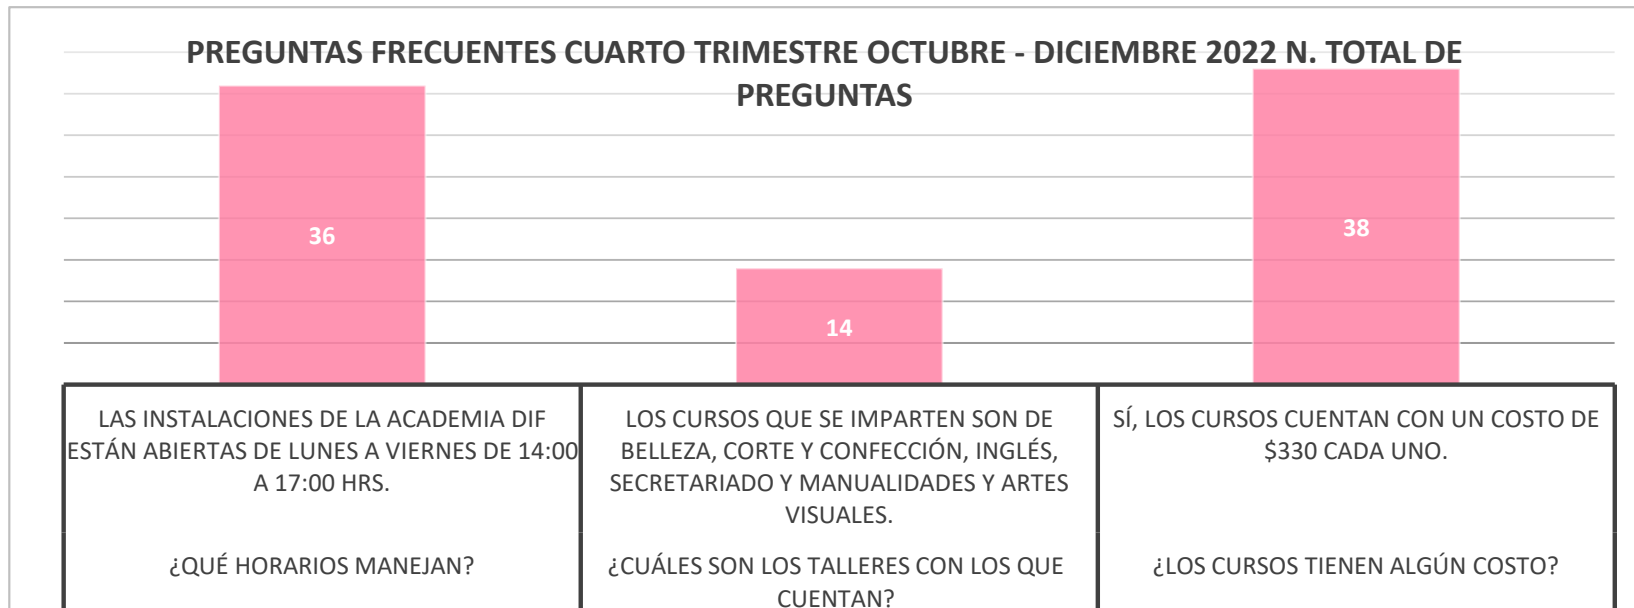 PREGUNTAS FRECUENTES CUARTO TRIMESTRE OCTUBRE - DICIEMBRE 2022 N. TOTAL DE
PREGUNTAS
36
14
38
LAS INSTALACIONES DE LA ACADEMIA DIF
ESTÁN ABIERTAS DE LUNES A VIERNES DE 14:00
A 17:00 HRS.
LOS CURSOS QUE SE IMPARTEN SON DE
BELLEZA, CORTE Y CONFECCIÓN, INGLÉS,
SECRETARIADO Y MANUALIDADES Y ARTES
VISUALES.
SÍ, LOS CURSOS CUENTAN CON UN COSTO DE
$330 CADA UNO.
¿QUÉ HORARIOS MANEJAN?
¿CUÁLES SON LOS TALLERES CON LOS QUE
CUENTAN?
¿LOS CURSOS TIENEN ALGÚN COSTO?